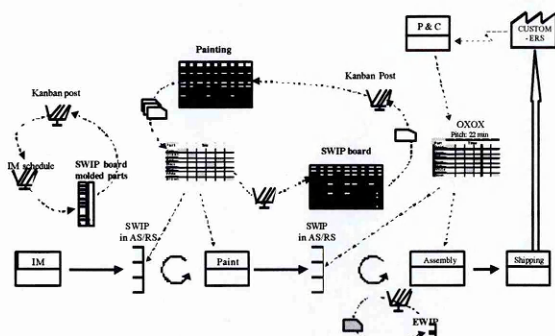 P & C
CUSTOM
- ERS
Painting
Kanban Post
Kanban post
OXOX
Pitch: 22 min
IM schedule
SWIP board
molded parts
SWIP board
SWIP
in AS/RS
SWIP
in AS/RS
IM
Paint
Assembly
Shipping
EWIP